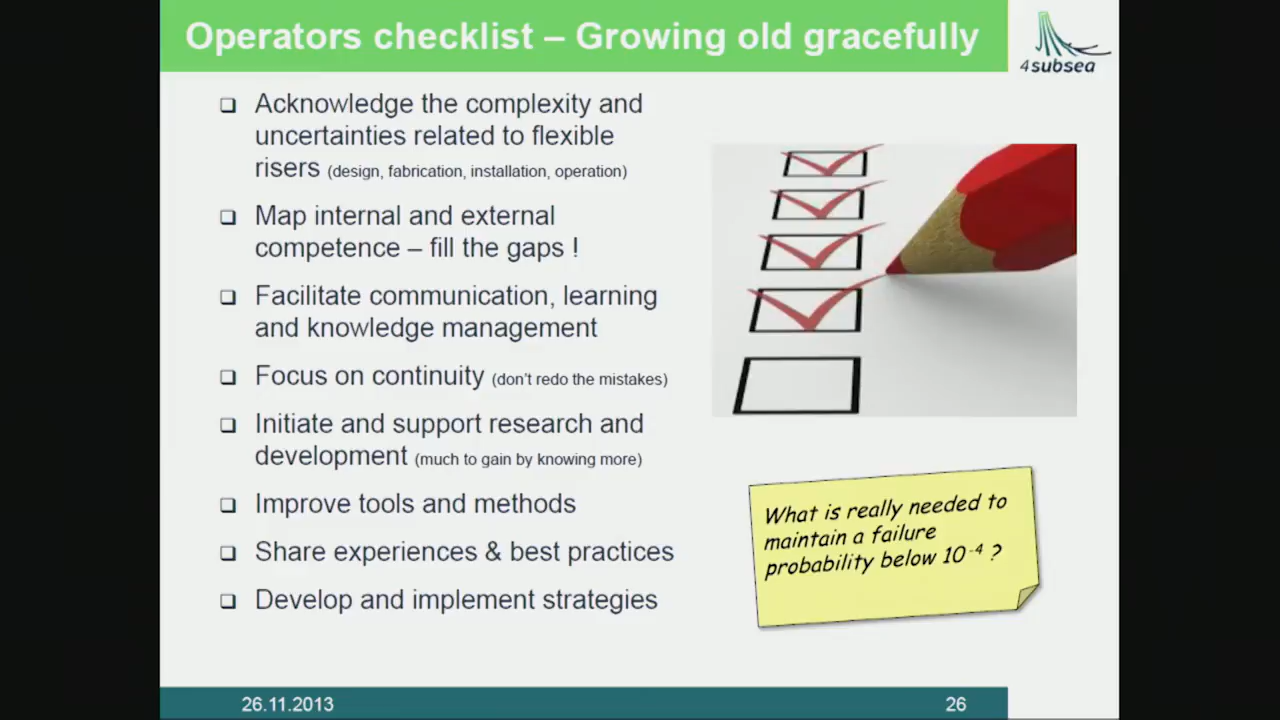 Operators checklist – Growing old gracefully
4subsea
❑ Acknowledge the complexity and
uncertainties related to flexible
risers (design, fabrication, installation, operation)
❑ Map internal and external
competence – fill the gaps !
❑ Facilitate communication, learning
and knowledge management
❑ Focus on continuity (don't redo the mistakes)
❑ Initiate and support research and
development (much to gain by knowing more)
❑ Improve tools and methods
❑ Share experiences & best practices
❑ Develop and implement strategies
What is really needed to
maintain a failure
probability below 10⁻⁴ ?
26.11.2013
26